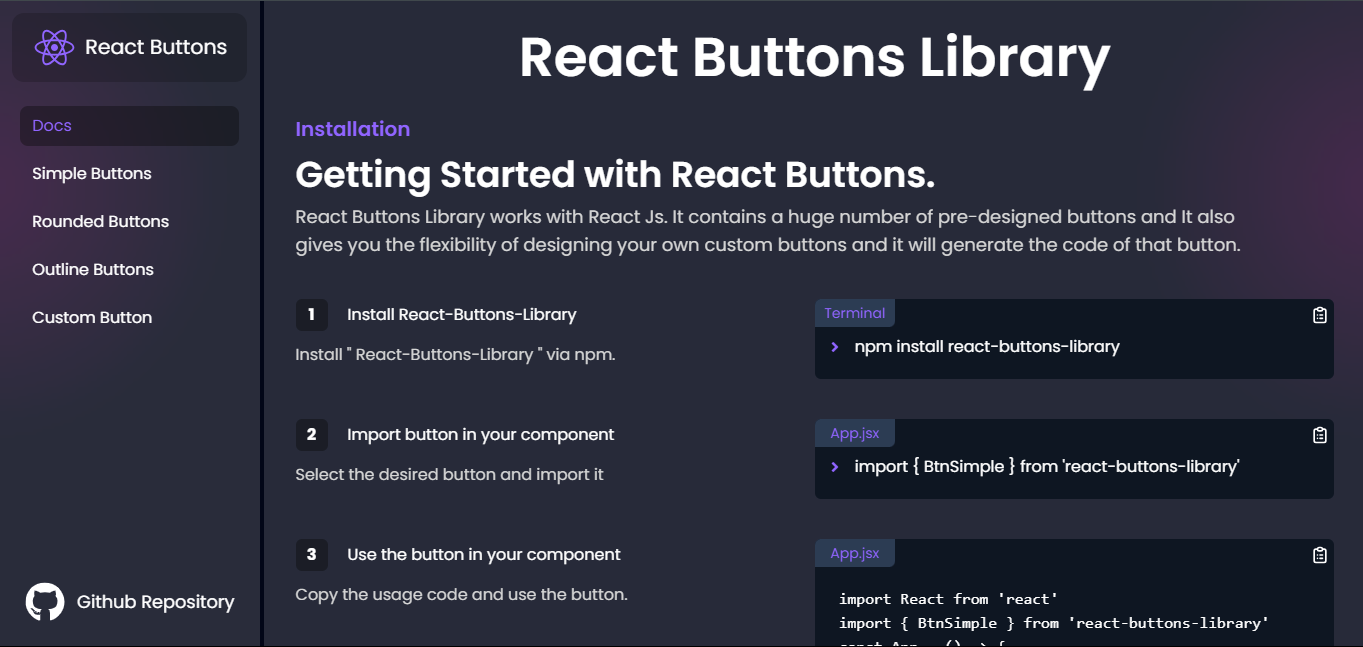 React Buttons
Docs
Simple Buttons
Rounded Buttons
Outline Buttons
Custom Button
Github Repository
React Buttons Library
Installation
Getting Started with React Buttons.
React Buttons Library works with React Js. It contains a huge number of pre-designed buttons and It also
gives you the flexibility of designing your own custom buttons and it will generate the code of that button.
1 Install React-Buttons-Library
Install " React-Buttons-Library " via npm.
Terminal
npm install react-buttons-library
2 Import button in your component
Select the desired button and import it
App.jsx
import { BtnSimple } from 'react-buttons-library'
3 Use the button in your component
Copy the usage code and use the button.
App.jsx
import React from 'react'
import { BtnSimple } from 'react-buttons-library'